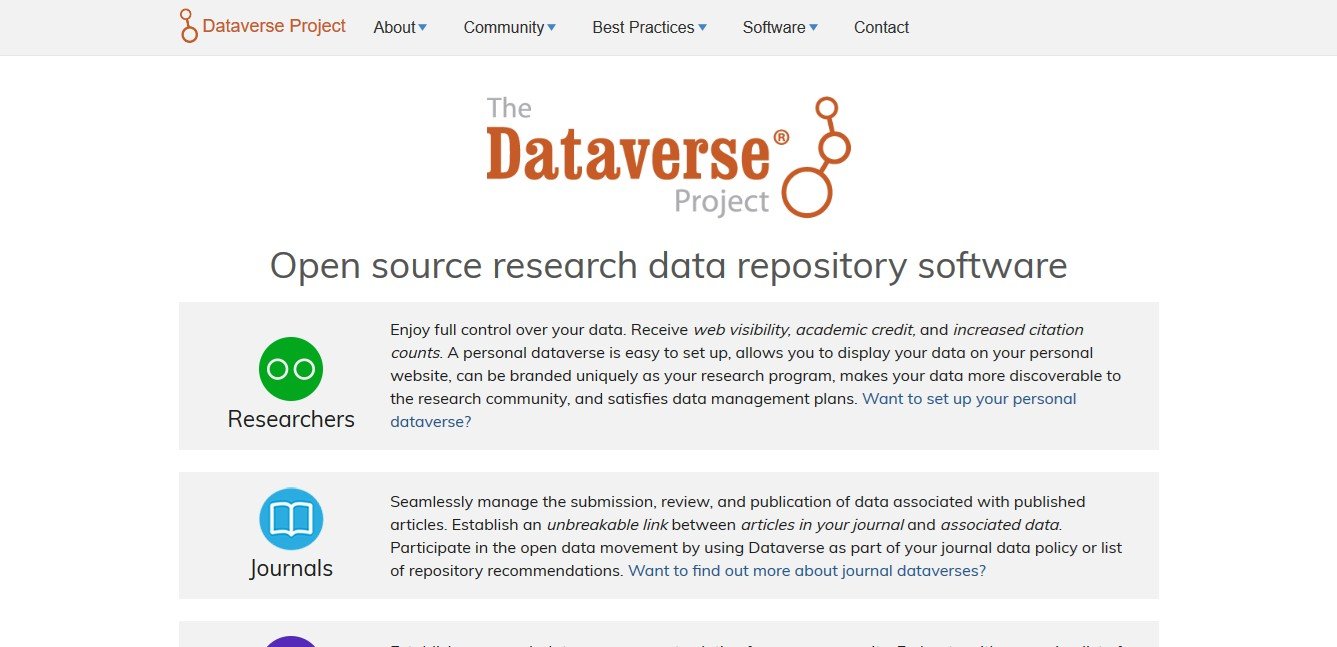 Dataverse Project About Community Best Practices Software Contact
The
Dataverse®
Project
Open source research data repository software
Enjoy full control over your data. Receive web visibility, academic credit, and increased citation
counts. A personal dataverse is easy to set up, allows you to display your data on your personal
website, can be branded uniquely as your research program, makes your data more discoverable to
the research community, and satisfies data management plans. Want to set up your personal
dataverse?
Researchers
Seamlessly manage the submission, review, and publication of data associated with published
articles. Establish an unbreakable link between articles in your journal and associated data.
Participate in the open data movement by using Dataverse as part of your journal data policy or list
of repository recommendations. Want to find out more about journal dataverses?
Journals